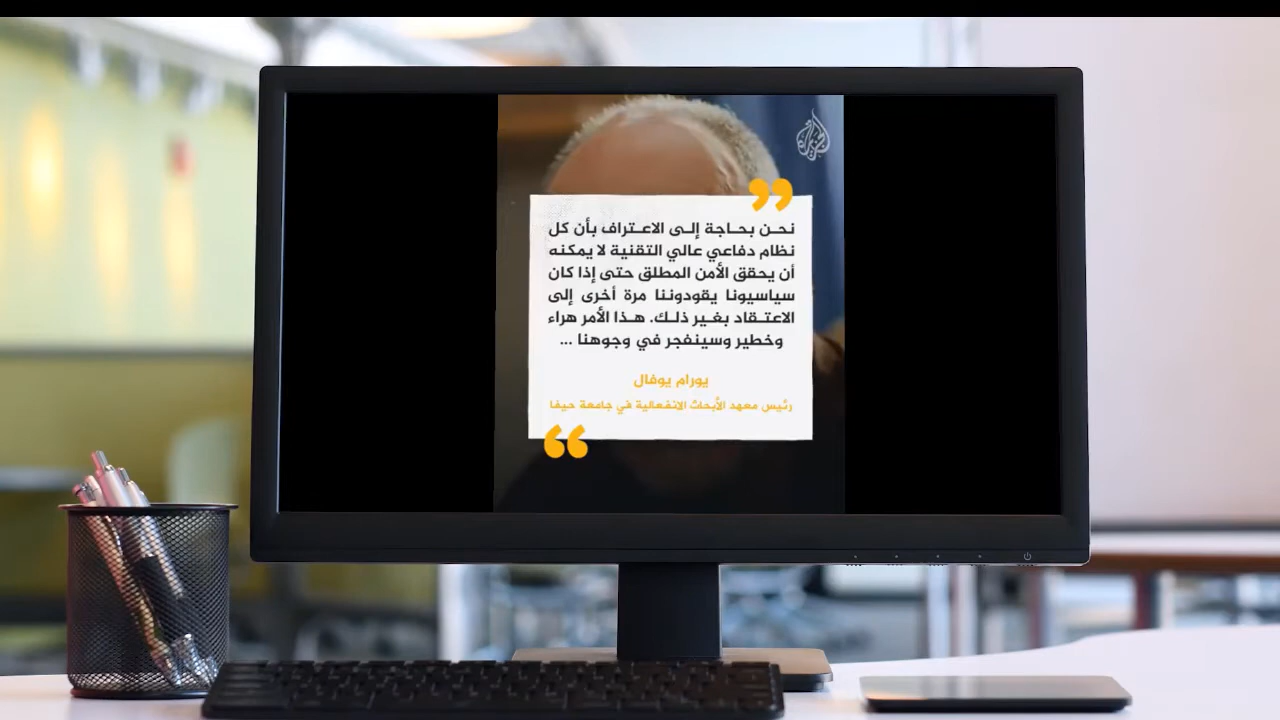 الجزيرة
نحن بحاجة إلى الاعتراف بأن كل
نظام دفاعي عالي التقنية لا يمكنه
أن يحقق الأمن المطلق حتى إذا كان
سياسيونا يقودوننا مرة أخرى إلى
الاعتقاد بغير ذلك. هذا الأمر هراء
وخطير وسينفجر في وجوهنا ...
يورام يوفال
رئيس معهد الأبحاث الانفعالية في جامعة حيفا